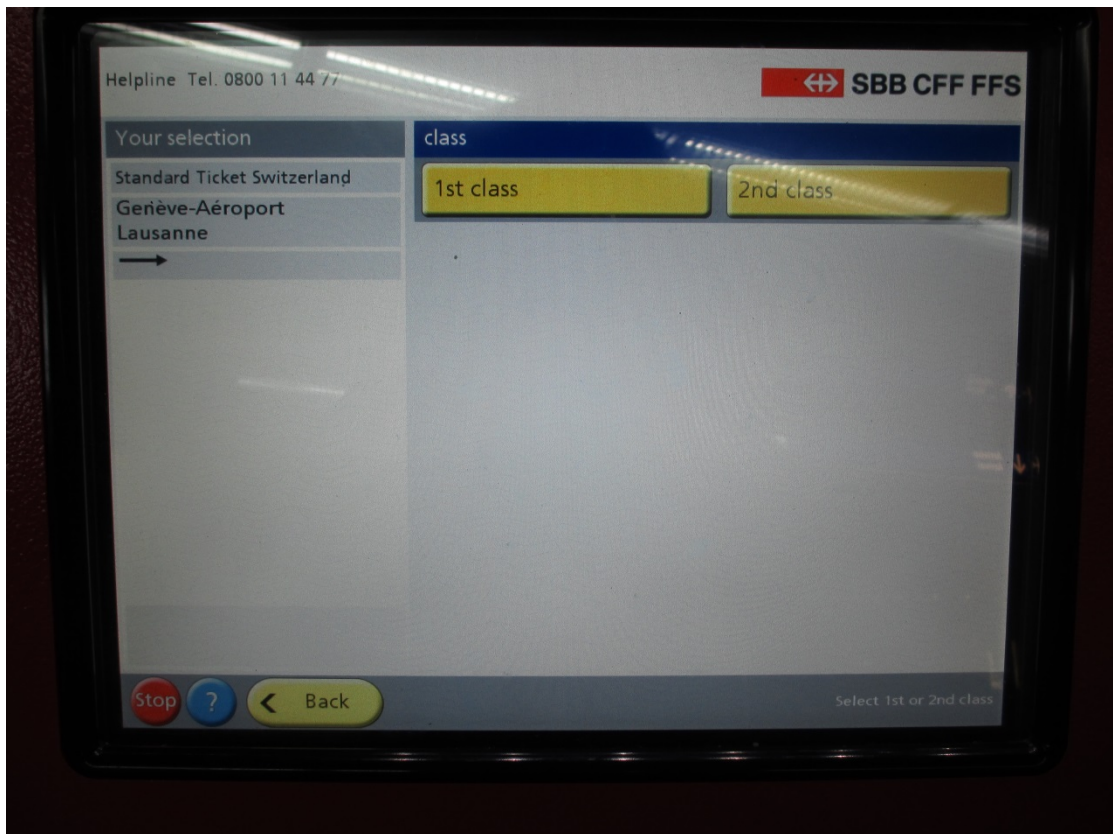 Helpline Tel. 0800 11 44 77
SBB CFF FFS
Your selection
Standard Ticket Switzerland
Genève-Aéroport
Lausanne
class
1st class
2nd class
Stop
?
Back
Select 1st or 2nd class